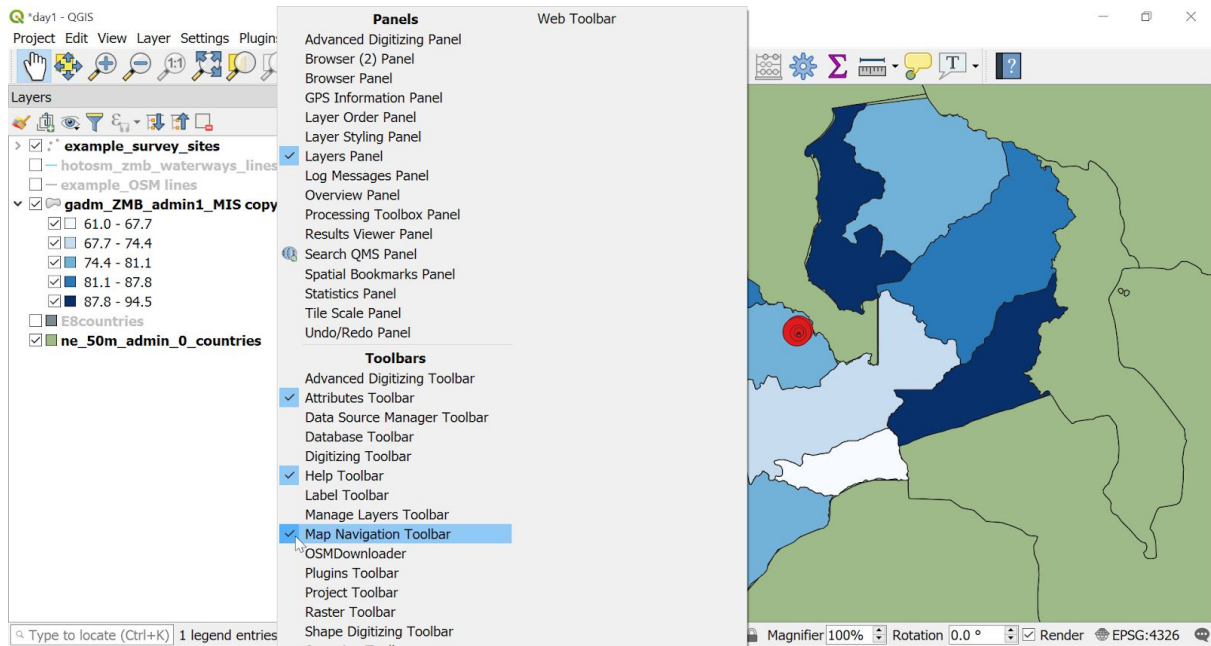 *day1 - QGIS
Project Edit View Layer Settings Plugin
1:1
T
?
Layers
example_survey_sites
hotosm_zmb_waterways_lines
example_OSM lines
gadm_ZMB_admin1_MIS copy
61.0 - 67.7
67.7 - 74.4
74.4 - 81.1
81.1 - 87.8
87.8 - 94.5
E8countries
ne_50m_admin_0_countries
Panels
Advanced Digitizing Panel
Browser (2) Panel
Browser Panel
GPS Information Panel
Layer Order Panel
Layer Styling Panel
Layers Panel
Log Messages Panel
Overview Panel
Processing Toolbox Panel
Results Viewer Panel
Search QMS Panel
Spatial Bookmarks Panel
Statistics Panel
Tile Scale Panel
Undo/Redo Panel
Toolbars
Advanced Digitizing Toolbar
Attributes Toolbar
Data Source Manager Toolbar
Database Toolbar
Digitizing Toolbar
Help Toolbar
Label Toolbar
Manage Layers Toolbar
Map Navigation Toolbar
OSMDownloader
Plugins Toolbar
Project Toolbar
Raster Toolbar
Shape Digitizing Toolbar
Web Toolbar
Type to locate (Ctrl+K) 1 legend entries
Magnifier 100% Rotation 0.0 ° Render EPSG:4326